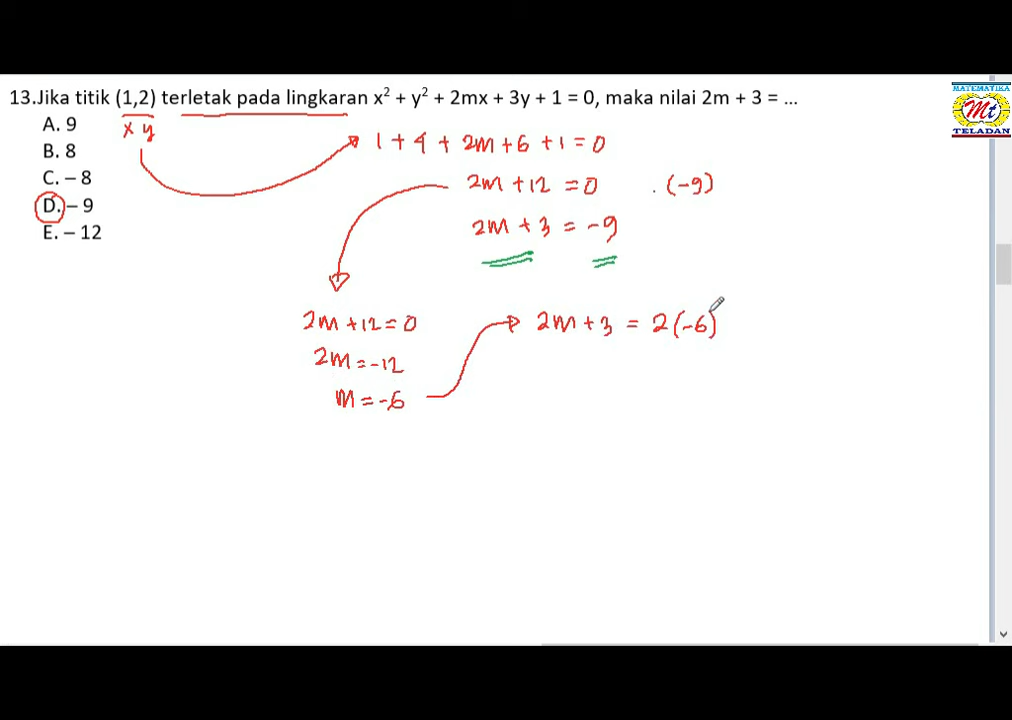 13.Jika titik (1,2) terletak pada lingkaran x² + y² + 2mx + 3y + 1 = 0, maka nilai 2m + 3 = ...
A. 9
B. 8
C. – 8
D. – 9
E. – 12
x y
1 + 4 + 2m + 6 + 1 = 0
2m + 12 = 0 . (-9)
2m + 3 = -9
2m + 12 = 0
2m = -12
m = -6
2m + 3 = 2(-6)
MATEMATIKA
Mt
TELADAN